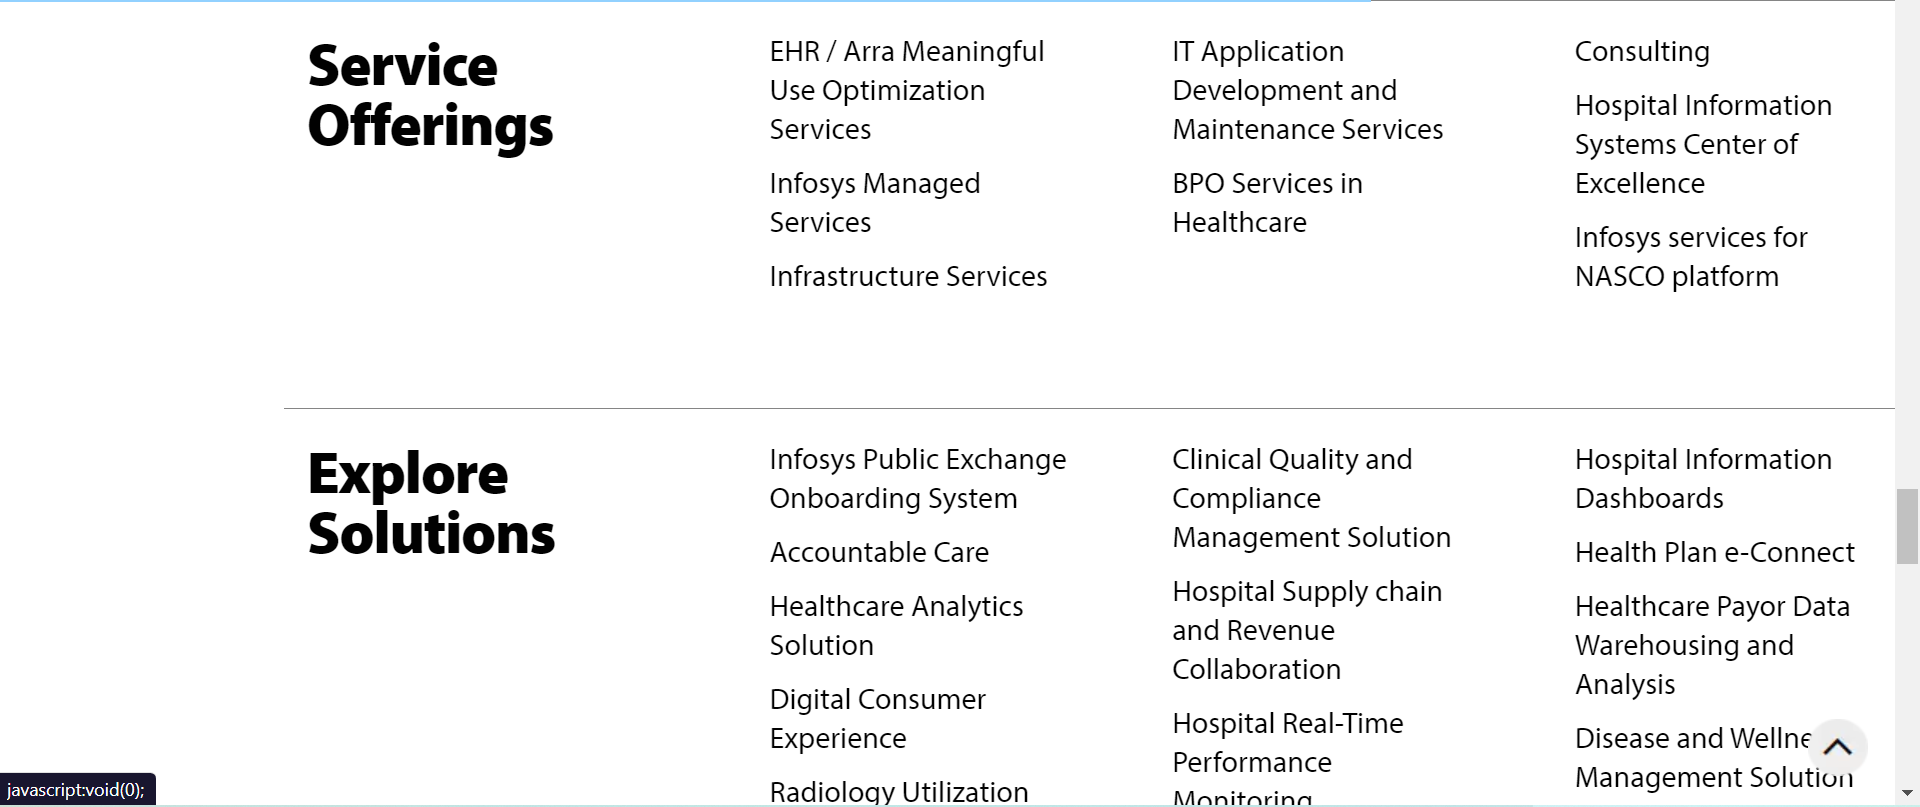 Service
Offerings
EHR / Arra Meaningful
Use Optimization
Services
Infosys Managed
Services
Infrastructure Services
IT Application
Development and
Maintenance Services
BPO Services in
Healthcare
Consulting
Hospital Information
Systems Center of
Excellence
Infosys services for
NASCO platform
Explore
Solutions
Infosys Public Exchange
Onboarding System
Accountable Care
Healthcare Analytics
Solution
Digital Consumer
Experience
Radiology Utilization
Clinical Quality and
Compliance
Management Solution
Hospital Supply chain
and Revenue
Collaboration
Hospital Real-Time
Performance
Monitoring
Hospital Information
Dashboards
Health Plan e-Connect
Healthcare Payor Data
Warehousing and
Analysis
Disease and Wellne
Management Solution
javascript:void(0);